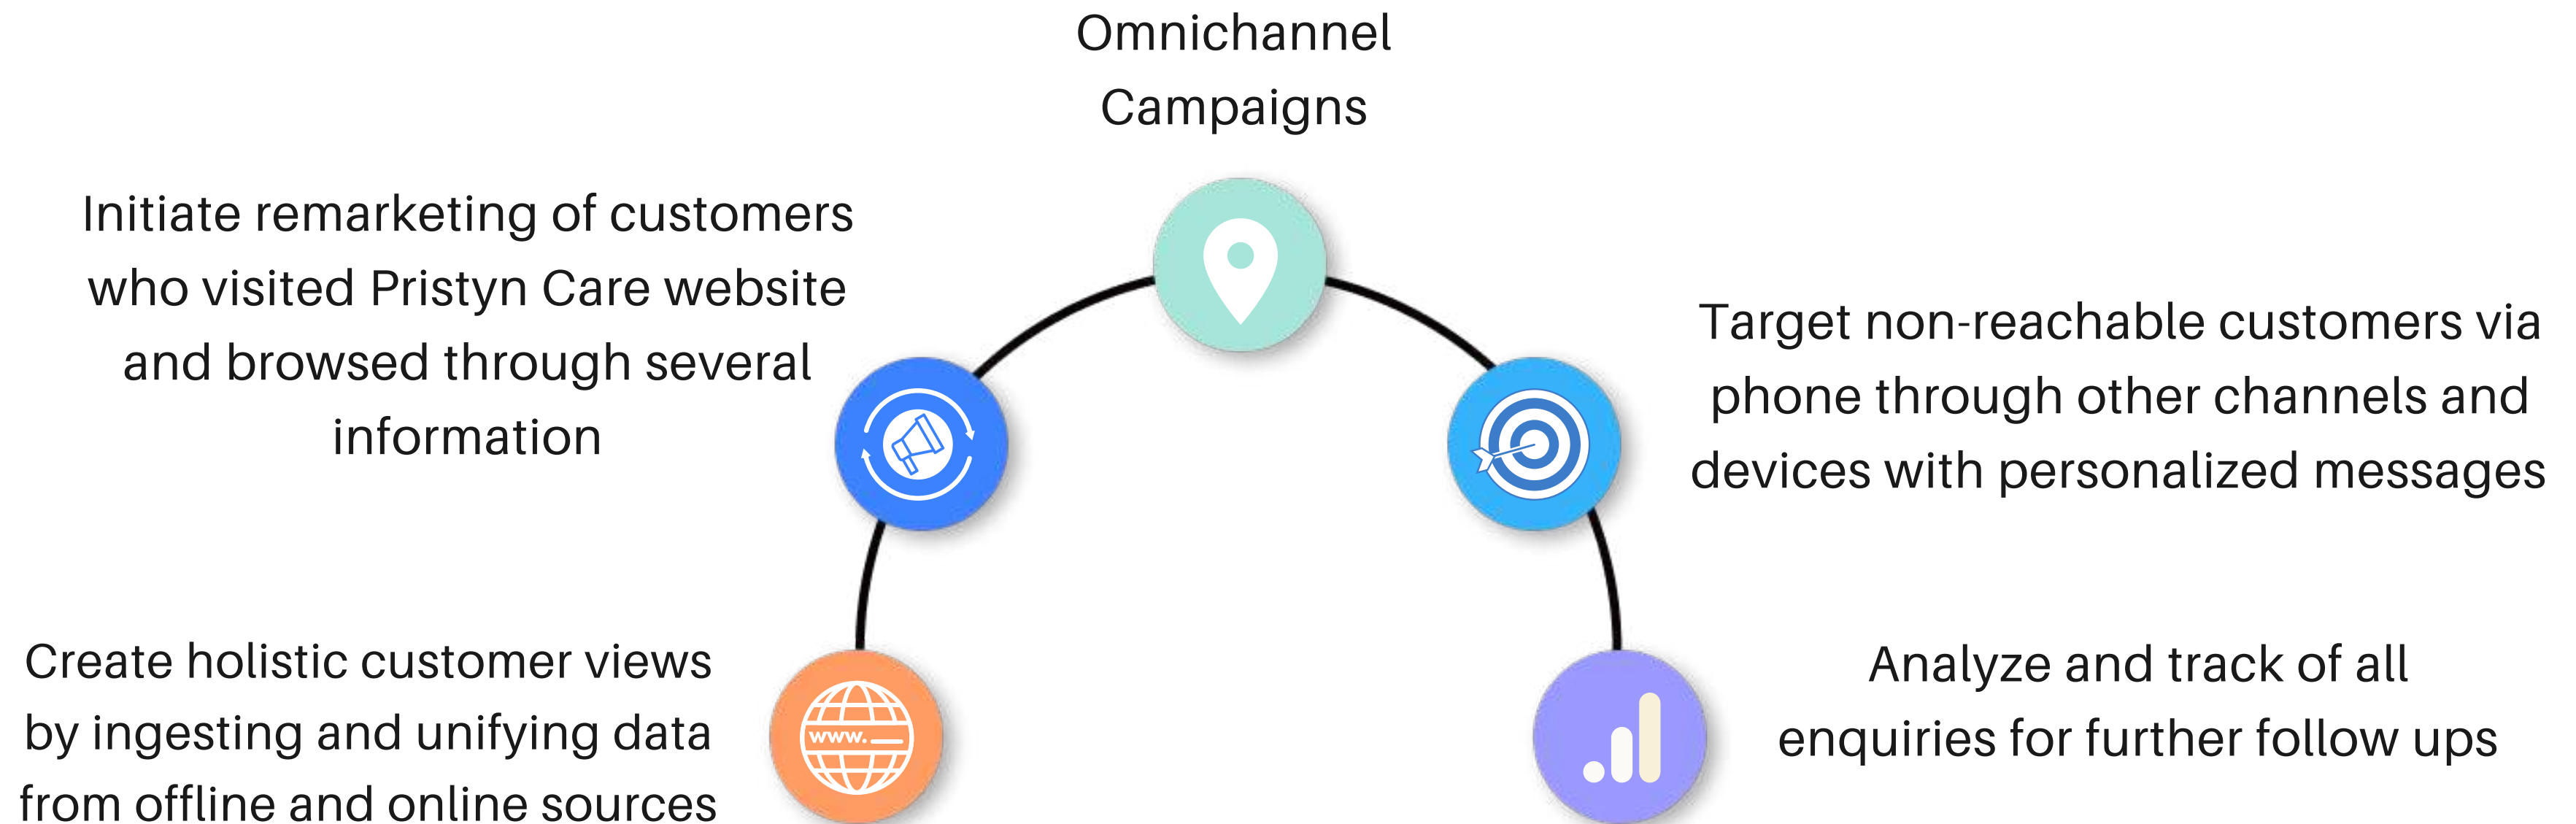 Omnichannel
Campaigns
Initiate remarketing of customers
who visited Pristyn Care website
and browsed through several
information
Target non-reachable customers via
phone through other channels and
devices with personalized messages
Create holistic customer views
by ingesting and unifying data
from offline and online sources
www.
Analyze and track of all
enquiries for further follow ups